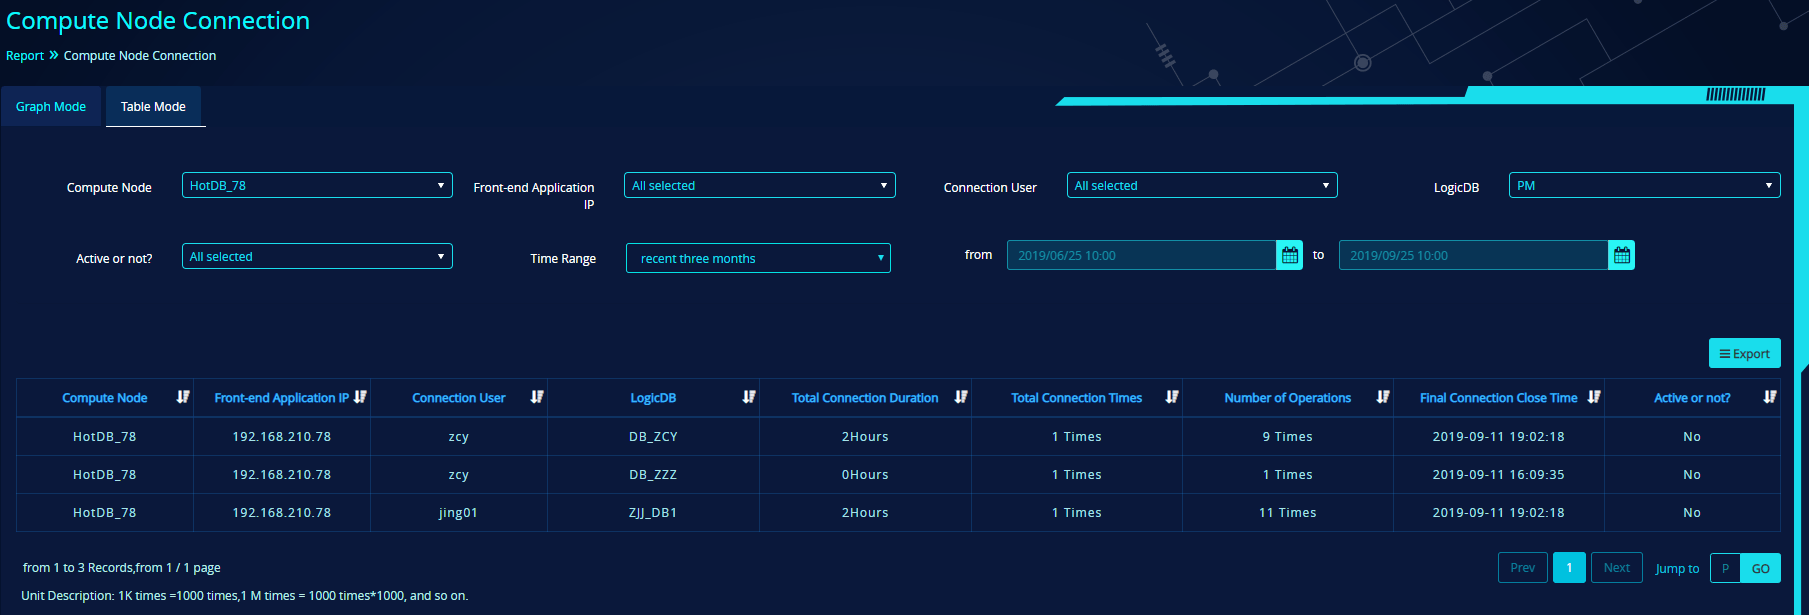 Compute Node Connection
Report » Compute Node Connection
Graph Mode Table Mode
Compute Node HotDB_78 Front-end Application IP All selected Connection User All selected LogicDB PM
Active or not? All selected Time Range recent three months from 2019/06/25 10:00 to 2019/09/25 10:00
Export
Compute Node Front-end Application IP Connection User LogicDB Total Connection Duration Total Connection Times Number of Operations Final Connection Close Time Active or not?
HotDB_78 192.168.210.78 zcy DB_ZCY 2Hours 1 Times 9 Times 2019-09-11 19:02:18 No
HotDB_78 192.168.210.78 zcy DB_ZZZ 0Hours 1 Times 1 Times 2019-09-11 16:09:35 No
HotDB_78 192.168.210.78 jing01 ZJJ_DB1 2Hours 1 Times 11 Times 2019-09-11 19:02:18 No
from 1 to 3 Records,from 1 / 1 page Prev 1 Next Jump to P GO
Unit Description: 1K times =1000 times,1 M times = 1000 times*1000, and so on.